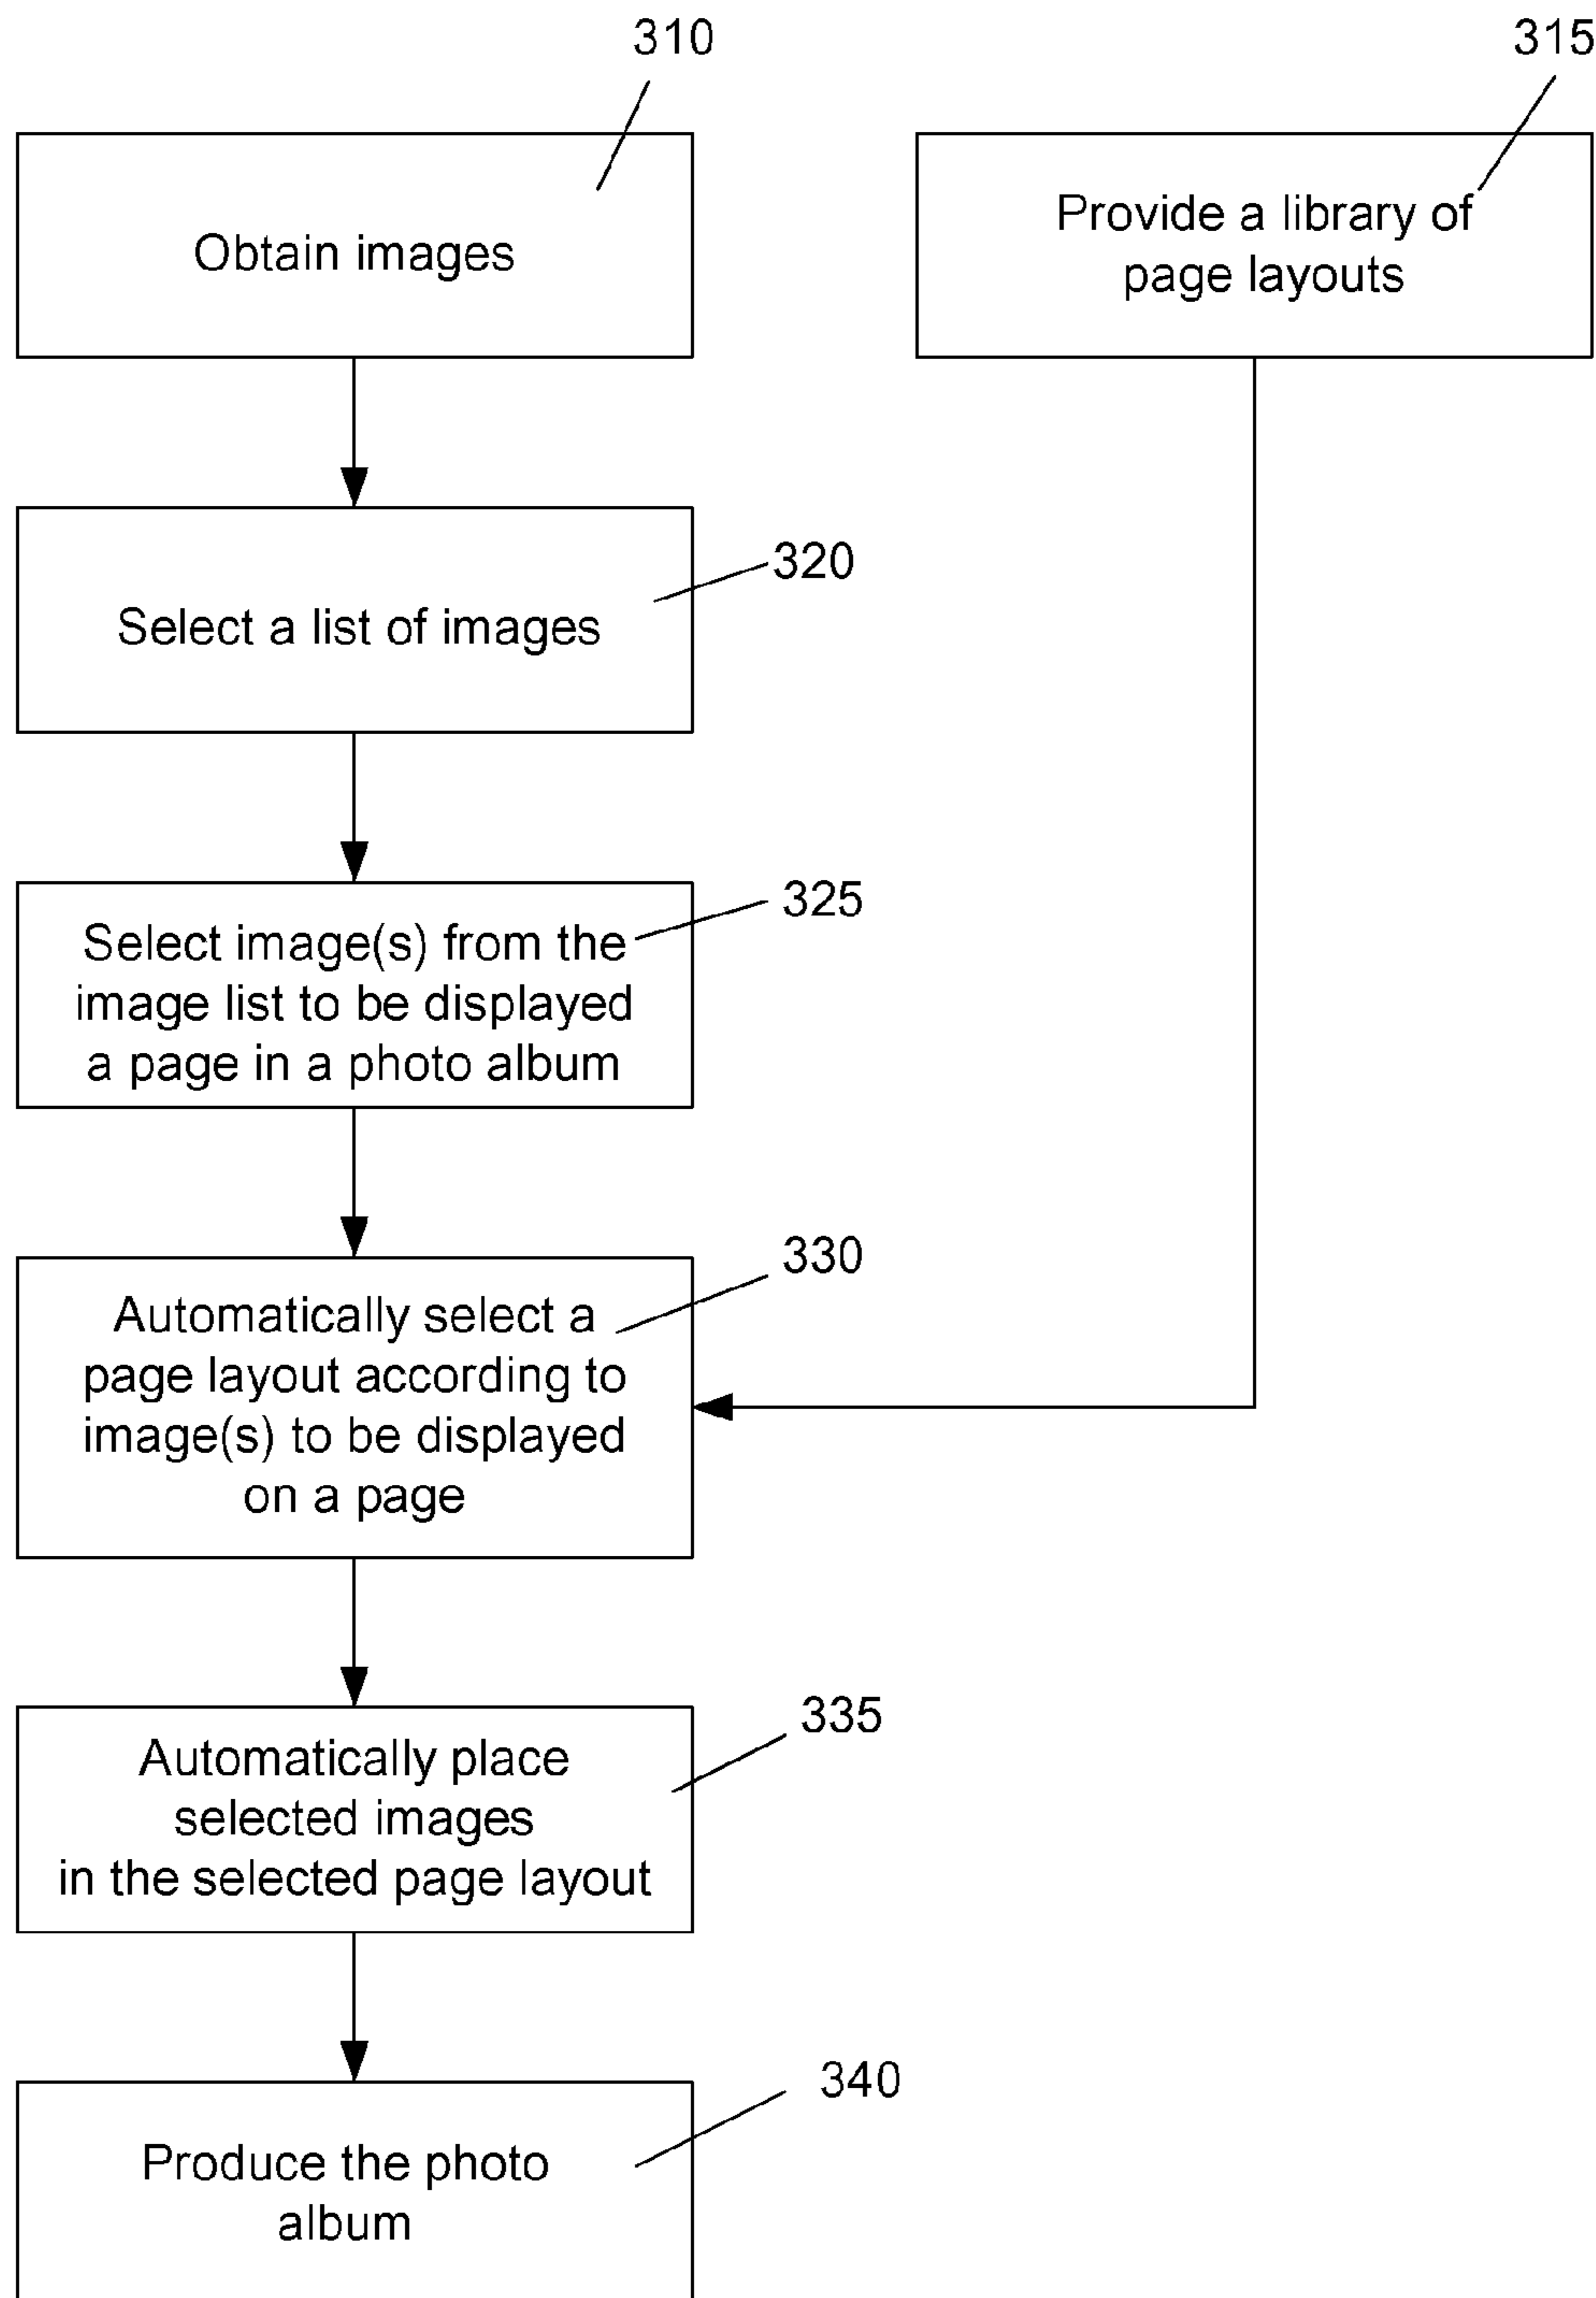 310
315
Obtain images
Provide a library of
page layouts
320
Select a list of images
325
Select image(s) from the
image list to be displayed
a page in a photo album
330
Automatically select a
page layout according to
image(s) to be displayed
on a page
335
Automatically place
selected images
in the selected page layout
340
Produce the photo
album